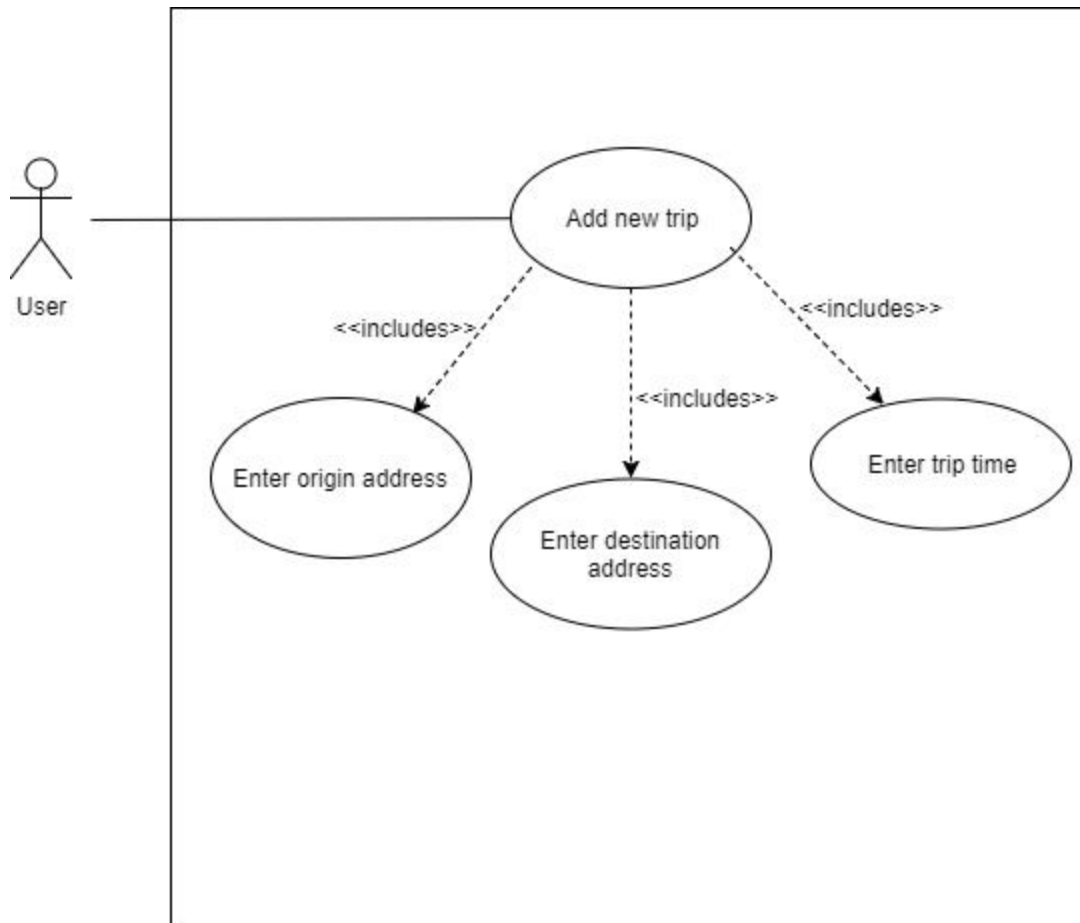 Add new trip
User
<<includes>>
<<includes>>
<<includes>>
Enter origin address
Enter destination
address
Enter trip time